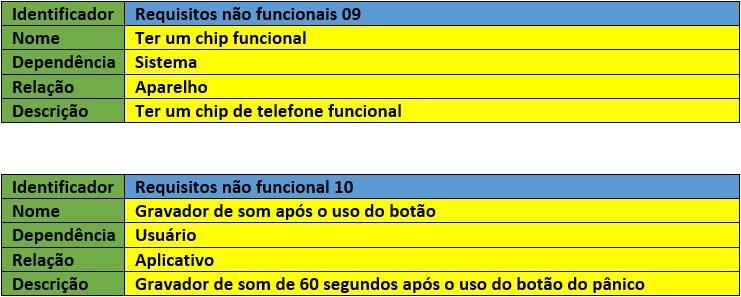 Identificador Requisitos não funcionais 09
Nome Ter um chip funcional
Dependência Sistema
Relação Aparelho
Descrição Ter um chip de telefone funcional
Identificador Requisitos não funcional 10
Nome Gravador de som após o uso do botão
Dependência Usuário
Relação Aplicativo
Descrição Gravador de som de 60 segundos após o uso do botão do pânico